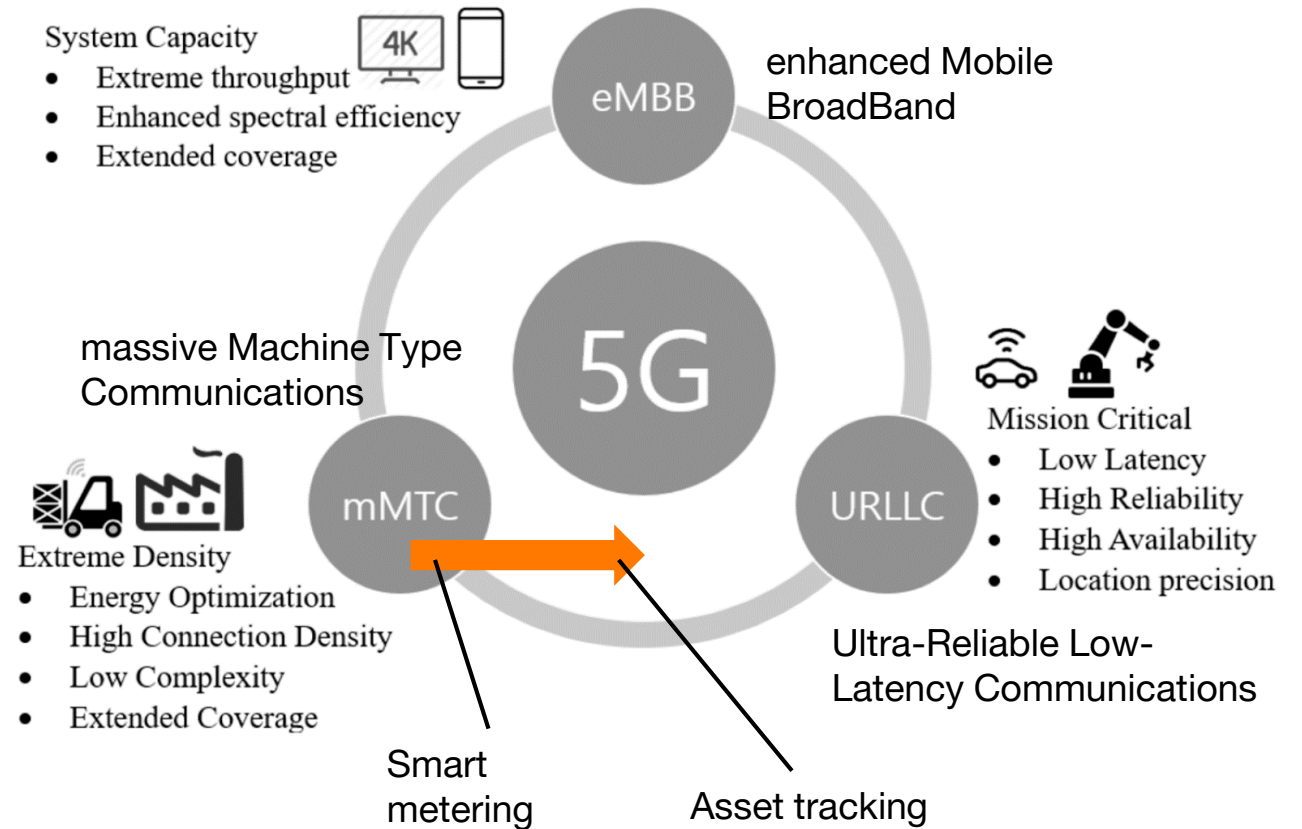 System Capacity
• Extreme throughput
• Enhanced spectral efficiency
• Extended coverage
4K
eMBB
enhanced Mobile
BroadBand
5G
massive Machine Type
Communications
mMTC
Extreme Density
• Energy Optimization
• High Connection Density
• Low Complexity
• Extended Coverage
URLLC
Mission Critical
• Low Latency
• High Reliability
• High Availability
• Location precision
Ultra-Reliable Low-
Latency Communications
Smart
metering
Asset tracking